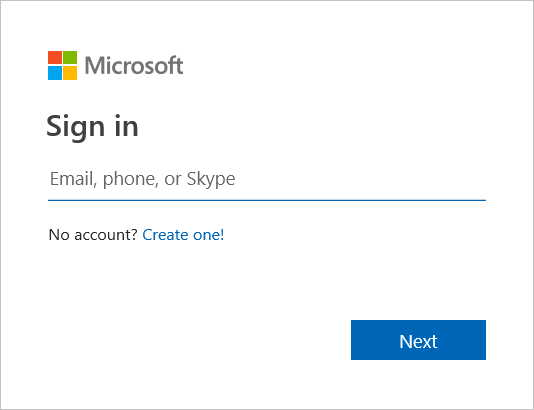 Microsoft
Sign in
Email, phone, or Skype
No account? Create one!
Next